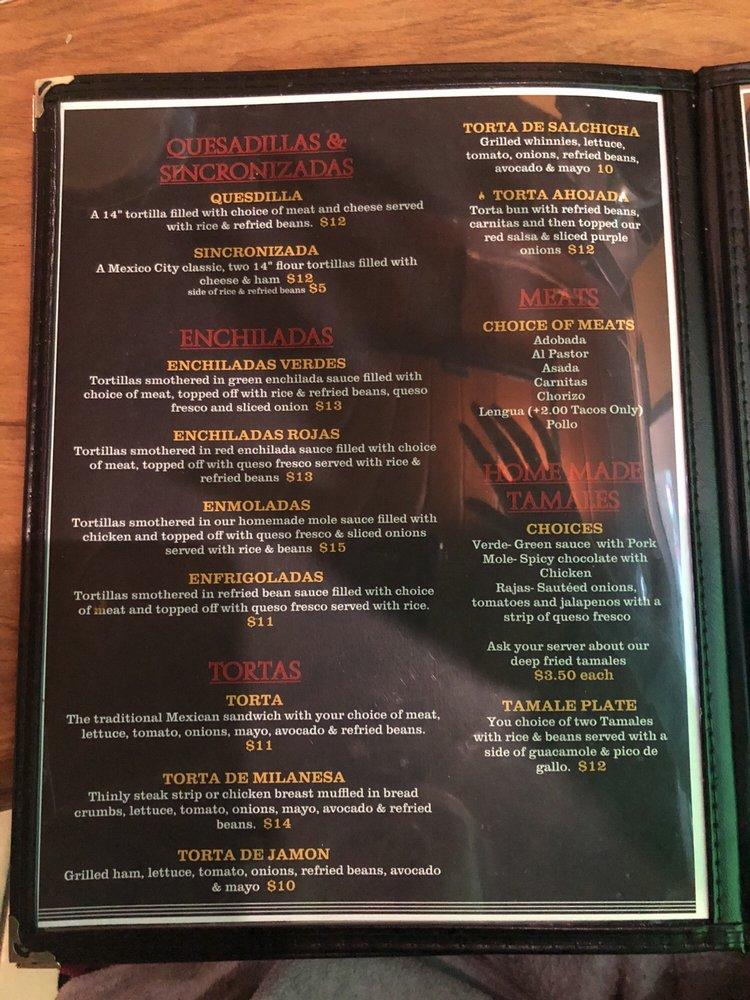 QUESADILLAS &
SINCRONIZADAS
QUESDILLA
A 14" tortilla filled with choice of meat and cheese served
with rice & refried beans. $12
SINCRONIZADA
A Mexico City classic, two 14" flour tortillas filled with
cheese & ham $12
side of rice & refried beans $5
ENCHILADAS
ENCHILADAS VERDES
Tortillas smothered in green enchilada sauce filled with
choice of meat, topped off with rice & refried beans, queso
fresco and sliced onion $13
ENCHILADAS ROJAS
Tortillas smothered in red enchilada sauce filled with choice
of meat, topped off with queso fresco served with rice &
refried beans $13
ENMOLADAS
Tortillas smothered in our homemade mole sauce filled with
chicken and topped off with queso fresco & sliced onions
served with rice & beans $15
ENFRIGOLADAS
Tortillas smothered in refried bean sauce filled with choice
of meat and topped off with queso fresco served with rice.
$11
TORTAS
TORTA
The traditional Mexican sandwich with your choice of meat,
lettuce, tomato, onions, mayo, avocado & refried beans.
$11
TORTA DE MILANESA
Thinly steak strip or chicken breast muffled in bread
crumbs, lettuce, tomato, onions, mayo, avocado & refried
beans. $14
TORTA DE JAMON
Grilled ham, lettuce, tomato, onions, refried beans, avocado
& mayo $10
TORTA DE SALCHICHA
Grilled whinnies, lettuce,
tomato, onions, refried beans,
avocado & mayo 10
TORTA AHOJADA
Torta bun with refried beans,
carnitas and then topped our
red salsa & sliced purple
onions $12
MEATS
CHOICE OF MEATS
Adobada
Al Pastor
Asada
Carnitas
Chorizo
Lengua (+2.00 Tacos Only)
Pollo
HOME MADE
TAMALES
CHOICES
Verde- Green sauce with Pork
Mole- Spicy chocolate with
Chicken
Rajas- Sautéed onions,
tomatoes and jalapenos with a
strip of queso fresco
Ask your server about our
deep fried tamales
$3.50 each
TAMALE PLATE
You choice of two Tamales
with rice & beans served with a
side of guacamole & pico de
gallo. $12